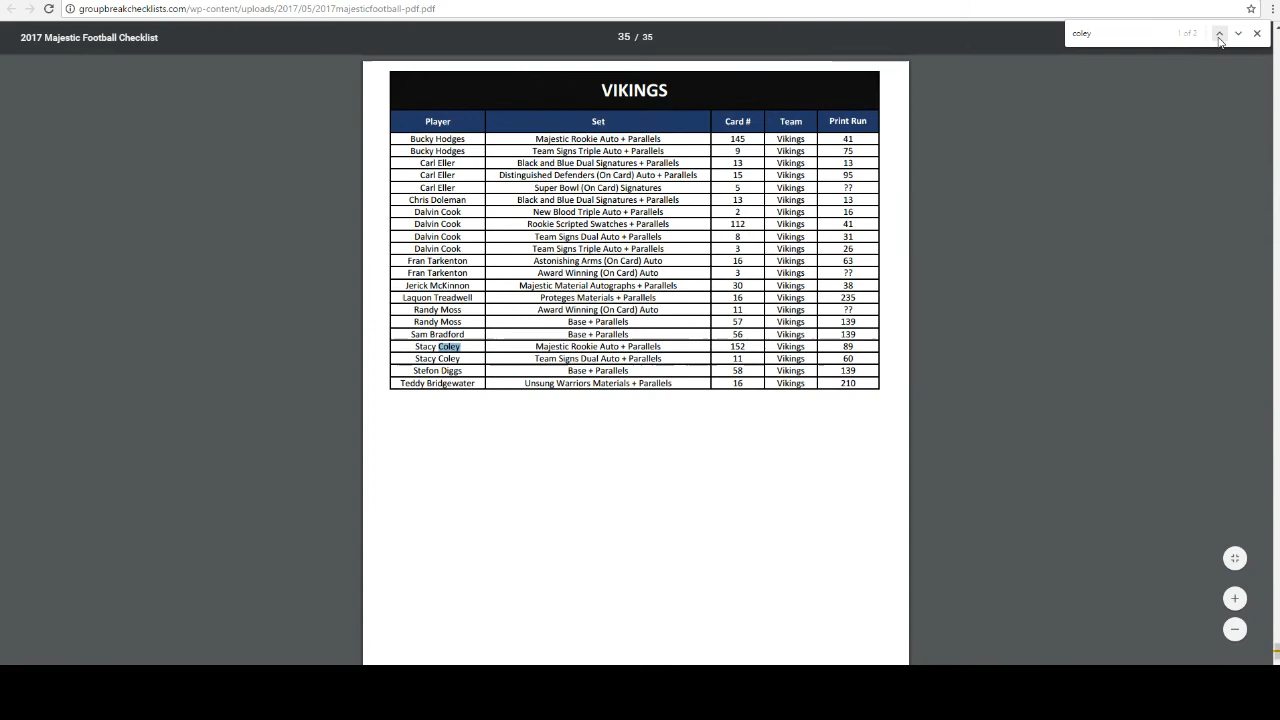 groupbreakchecklists.com/wp-content/uploads/2017/05/2017majesticfootball-pdf.pdf
2017 Majestic Football Checklist
35 / 35
coley 1 of 2
VIKINGS
Player Set Card # Team Print Run
Bucky Hodges Majestic Rookie Auto + Parallels 145 Vikings 41
Bucky Hodges Team Signs Triple Auto + Parallels 9 Vikings 75
Carl Eller Black and Blue Dual Signatures + Parallels 13 Vikings 13
Carl Eller Distinguished Defenders (On Card) Auto + Parallels 15 Vikings 95
Carl Eller Super Bowl (On Card) Signatures 5 Vikings ??
Chris Doleman Black and Blue Dual Signatures + Parallels 13 Vikings 13
Dalvin Cook New Blood Triple Auto + Parallels 2 Vikings 16
Dalvin Cook Rookie Scripted Swatches + Parallels 112 Vikings 41
Dalvin Cook Team Signs Dual Auto + Parallels 8 Vikings 31
Dalvin Cook Team Signs Triple Auto + Parallels 3 Vikings 26
Fran Tarkenton Astonishing Arms (On Card) Auto 16 Vikings 63
Fran Tarkenton Award Winning (On Card) Auto 3 Vikings ??
Jerick McKinnon Majestic Material Autographs + Parallels 30 Vikings 38
Laquon Treadwell Proteges Materials + Parallels 16 Vikings 235
Randy Moss Award Winning (On Card) Auto 11 Vikings ??
Randy Moss Base + Parallels 57 Vikings 139
Sam Bradford Base + Parallels 56 Vikings 139
Stacy Coley Majestic Rookie Auto + Parallels 152 Vikings 89
Stacy Coley Team Signs Dual Auto + Parallels 11 Vikings 60
Stefon Diggs Base + Parallels 58 Vikings 139
Teddy Bridgewater Unsung Warriors Materials + Parallels 16 Vikings 210